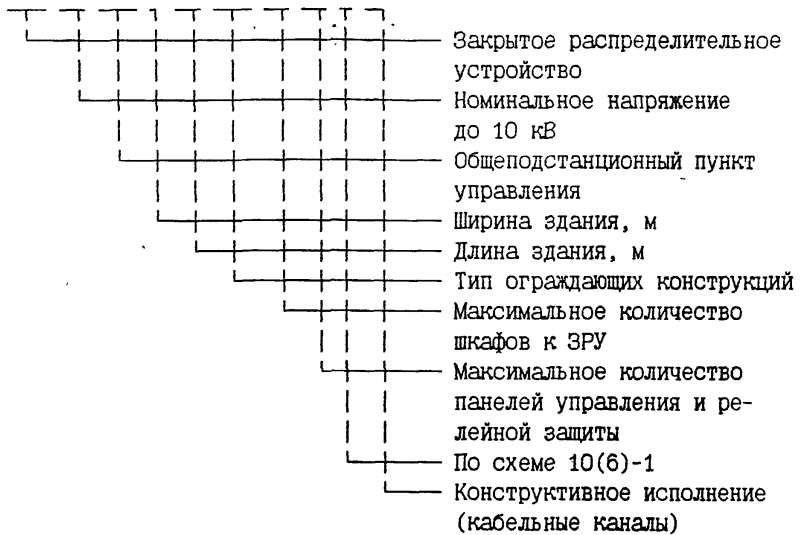 Закрытое распределительное
устройство
Номинальное напряжение
до 10 кВ
Общеподстанционный пункт
управления
Ширина здания, м
Длина здания, м
Тип ограждающих конструкций
Максимальное количество
шкафов к ЗРУ
Максимальное количество
панелей управления и ре-
лейной защиты
По схеме 10(6)-1
Конструктивное исполнение
(кабельные каналы)